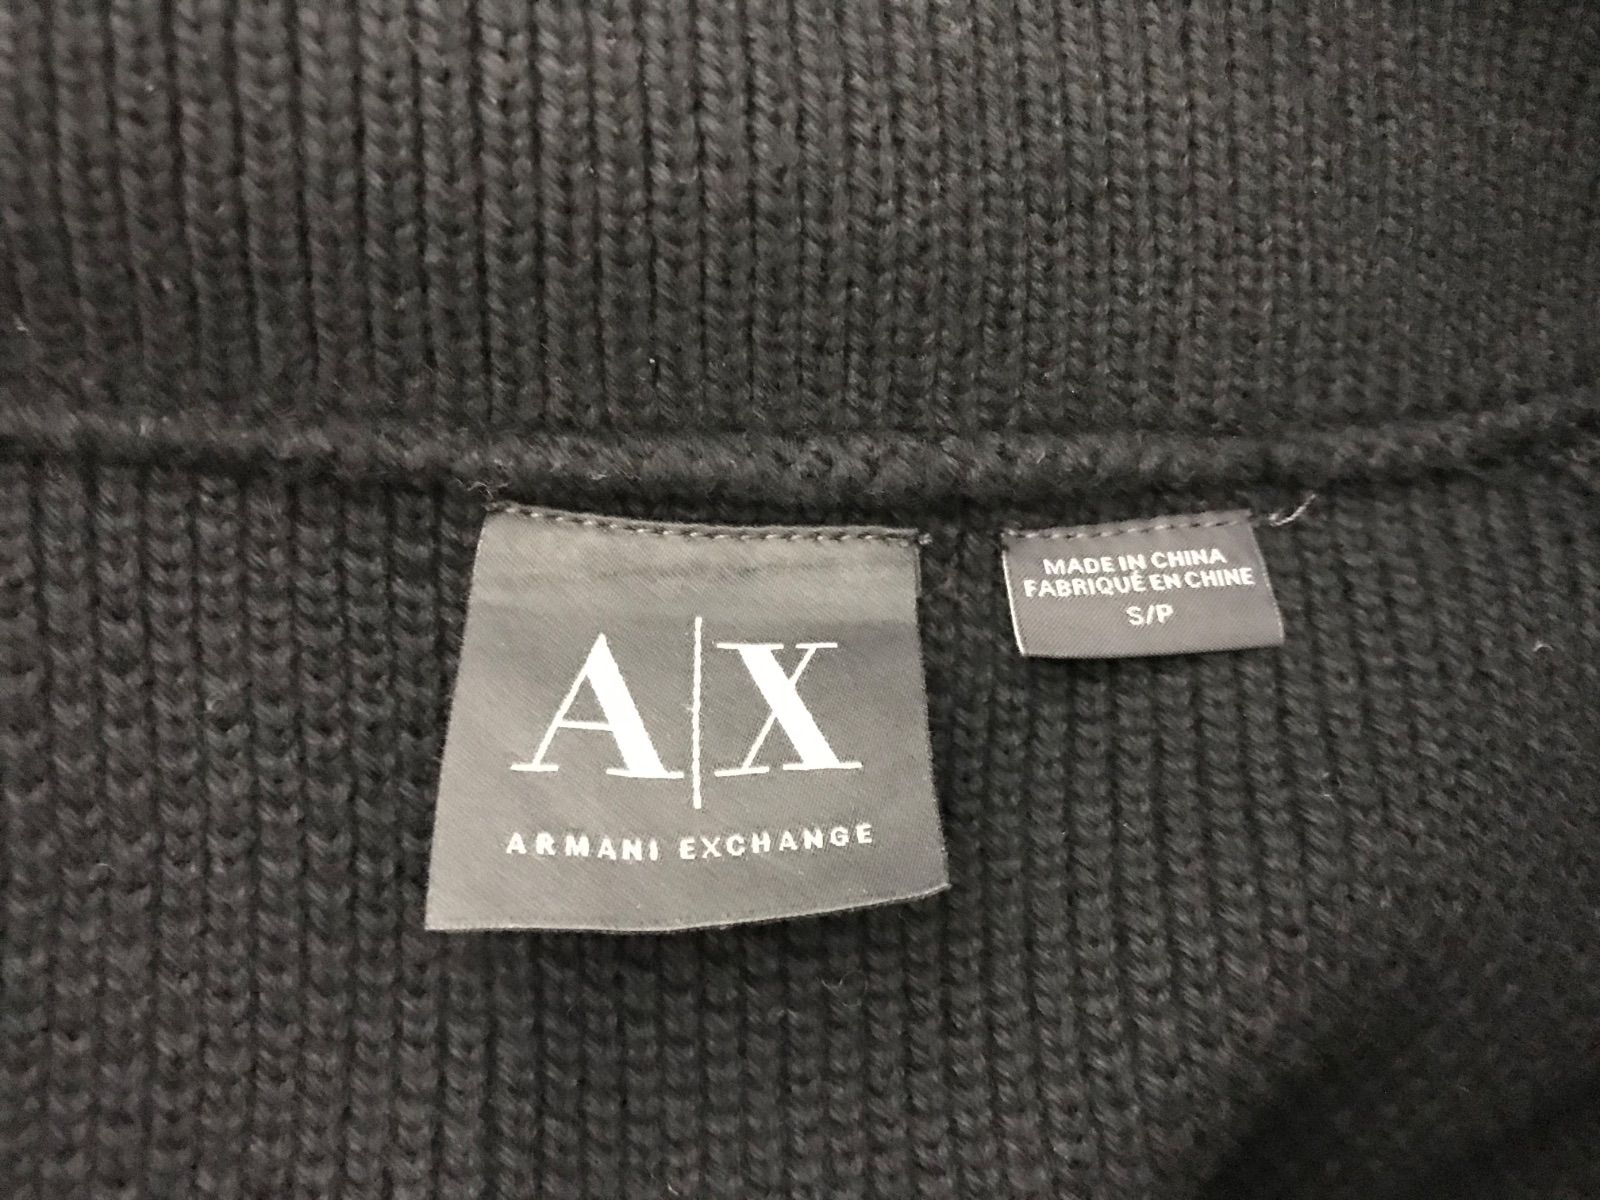 A|X
ARMANI EXCHANGE
MADE IN CHINA
FABRIQUÉ EN CHINE
S/P